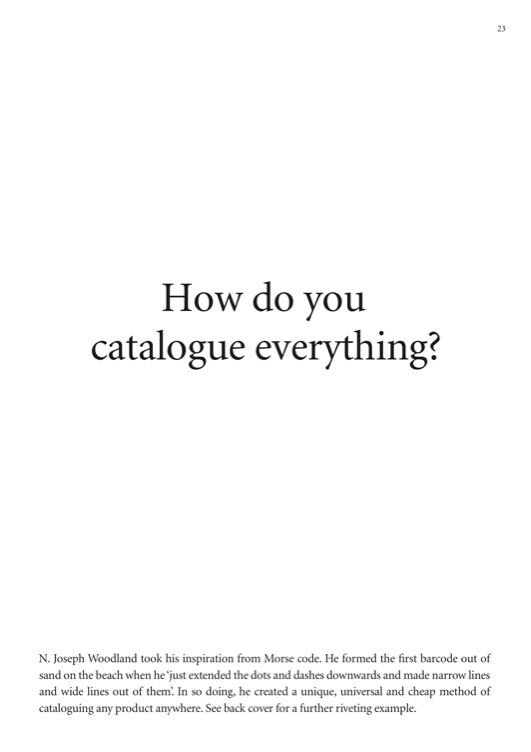 23
How do you
catalogue everything?
N. Joseph Woodland took his inspiration from Morse code. He formed the first barcode out of
sand on the beach when he ‘just extended the dots and dashes downwards and made narrow lines
and wide lines out of them’. In so doing, he created a unique, universal and cheap method of
cataloguing any product anywhere. See back cover for a further riveting example.